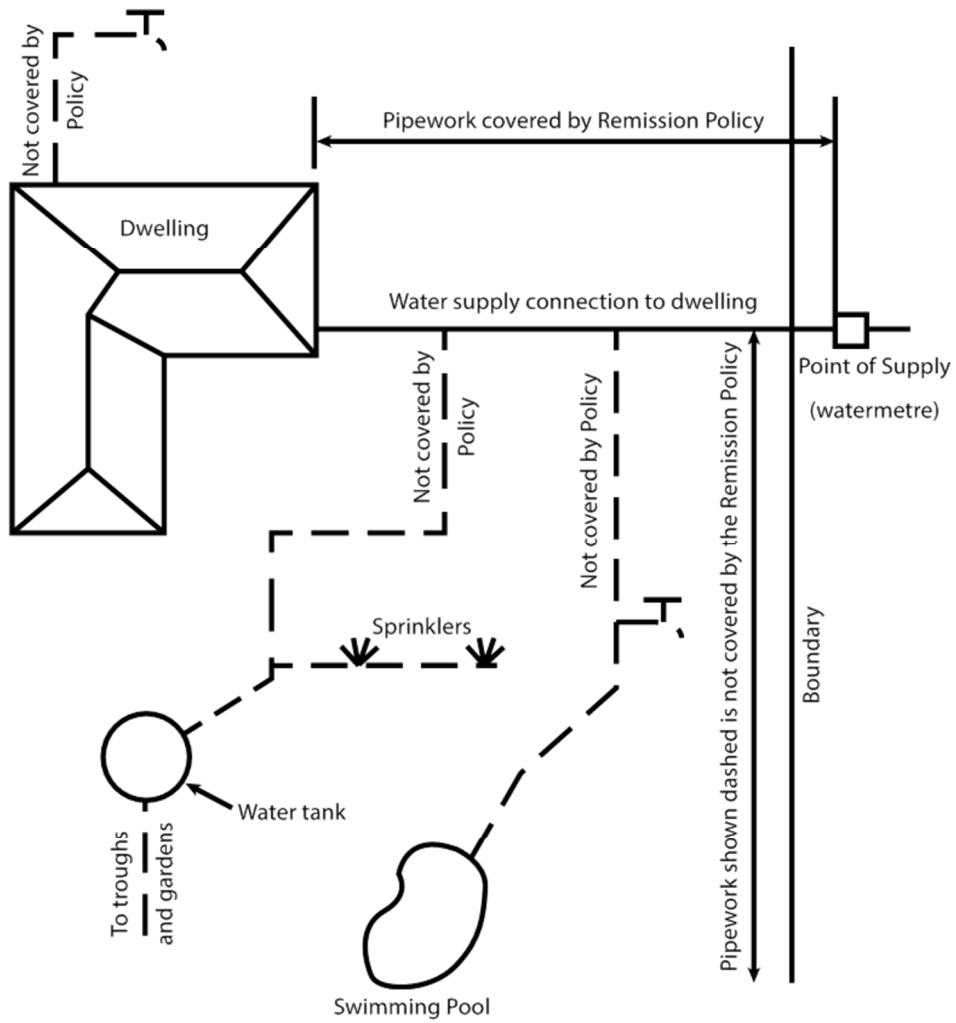 Not covered by
Policy
Pipework covered by Remission Policy
Dwelling
Water supply connection to dwelling
Point of Supply
(watermetre)
Not covered by
Policy
Not covered by Policy
Pipework shown dashed is not covered by the Remission Policy
Boundary
Sprinklers
Water tank
To troughs
and gardens
Swimming Pool